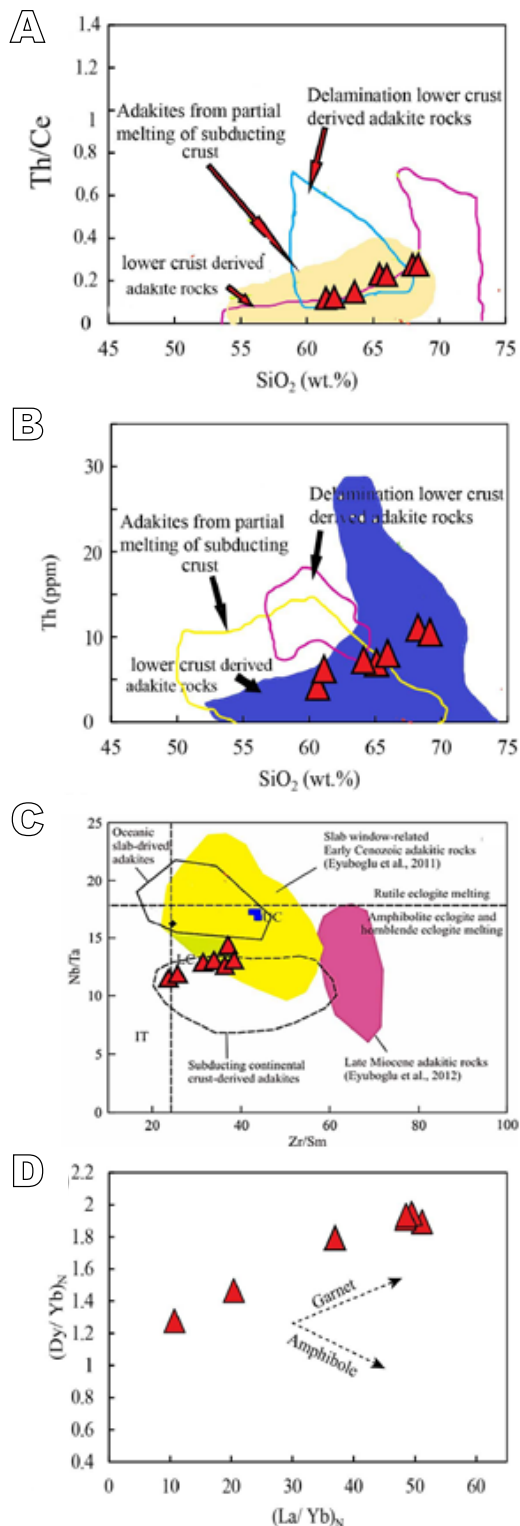 A
1.4
1.2
1
0.8
0.6
0.4
0.2
0
Th/Ce
Delamination lower crust
derived adakite rocks
Adakites from partial
melting of subducting
crust
lower crust derived
adakite rocks
45
50
55
60
65
70
75
SiO2 (wt.%)
B
30
20
10
0
Th (ppm)
Delamination lower crust
derived adakite rocks
Adakites from partial
melting of subducting
crust
lower crust derived
adakite rocks
45
50
55
60
65
70
75
SiO2 (wt.%)
C
25
20
15
10
5
0
Nb/Ta
Oceanic
slab-drived
adakites
Slab window-related
Early Cenozoic adakitic rocks
(Eyuboglu et al., 2011)
Rutile eclogite melting
Amphibolite eclogite and
hornblende eclogite melting
IT
Subducting continental
crust-derived adakites
Late Miocene adakitic rocks
(Eyuboglu et al., 2012)
20
40
60
80
100
Zr/Sm
D
2.2
2
1.8
1.6
1.4
1.2
1
0.8
0.6
0.4
(Dy/ Yb)N
Garnet
Amphibole
0
10
20
30
40
50
60
(La/ Yb)N